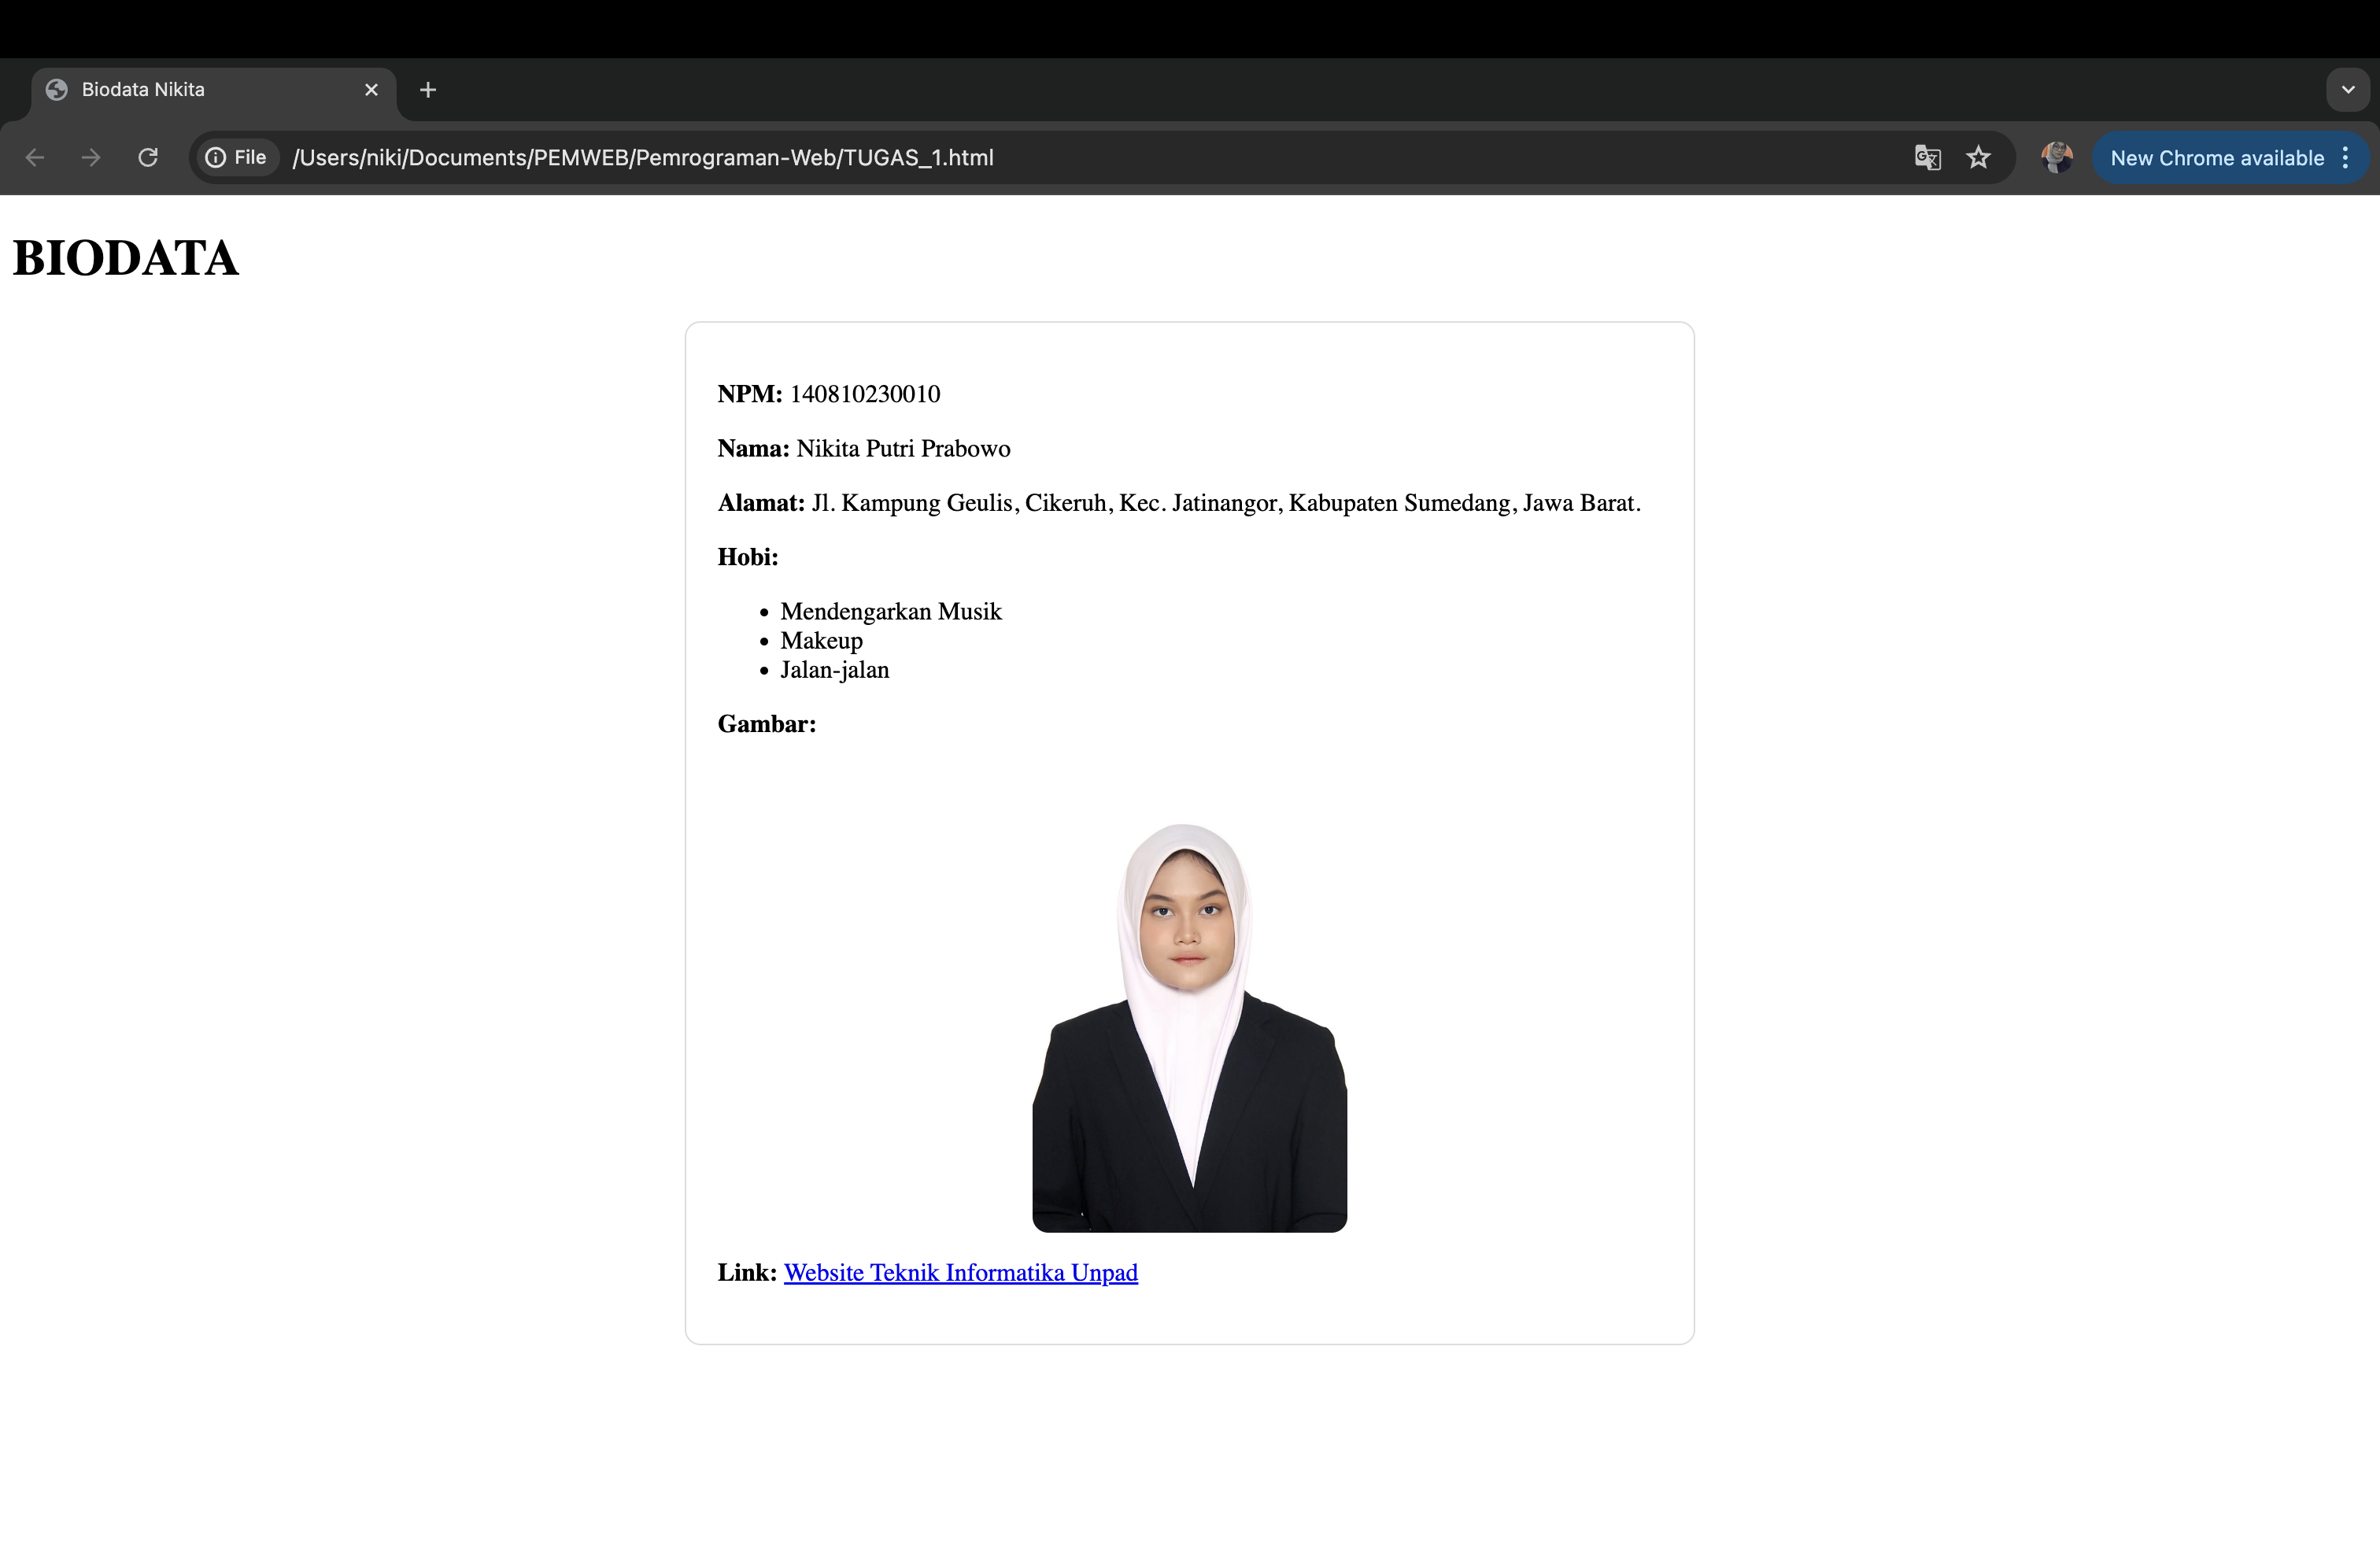 Biodata Nikita
File /Users/niki/Documents/PEMWEB/Pemrograman-Web/TUGAS_1.html
New Chrome available
BIODATA
NPM: 140810230010
Nama: Nikita Putri Prabowo
Alamat: Jl. Kampung Geulis, Cikeruh, Kec. Jatinangor, Kabupaten Sumedang, Jawa Barat.
Hobi:
Mendengarkan Musik
Makeup
Jalan-jalan
Gambar:
Link: Website Teknik Informatika Unpad